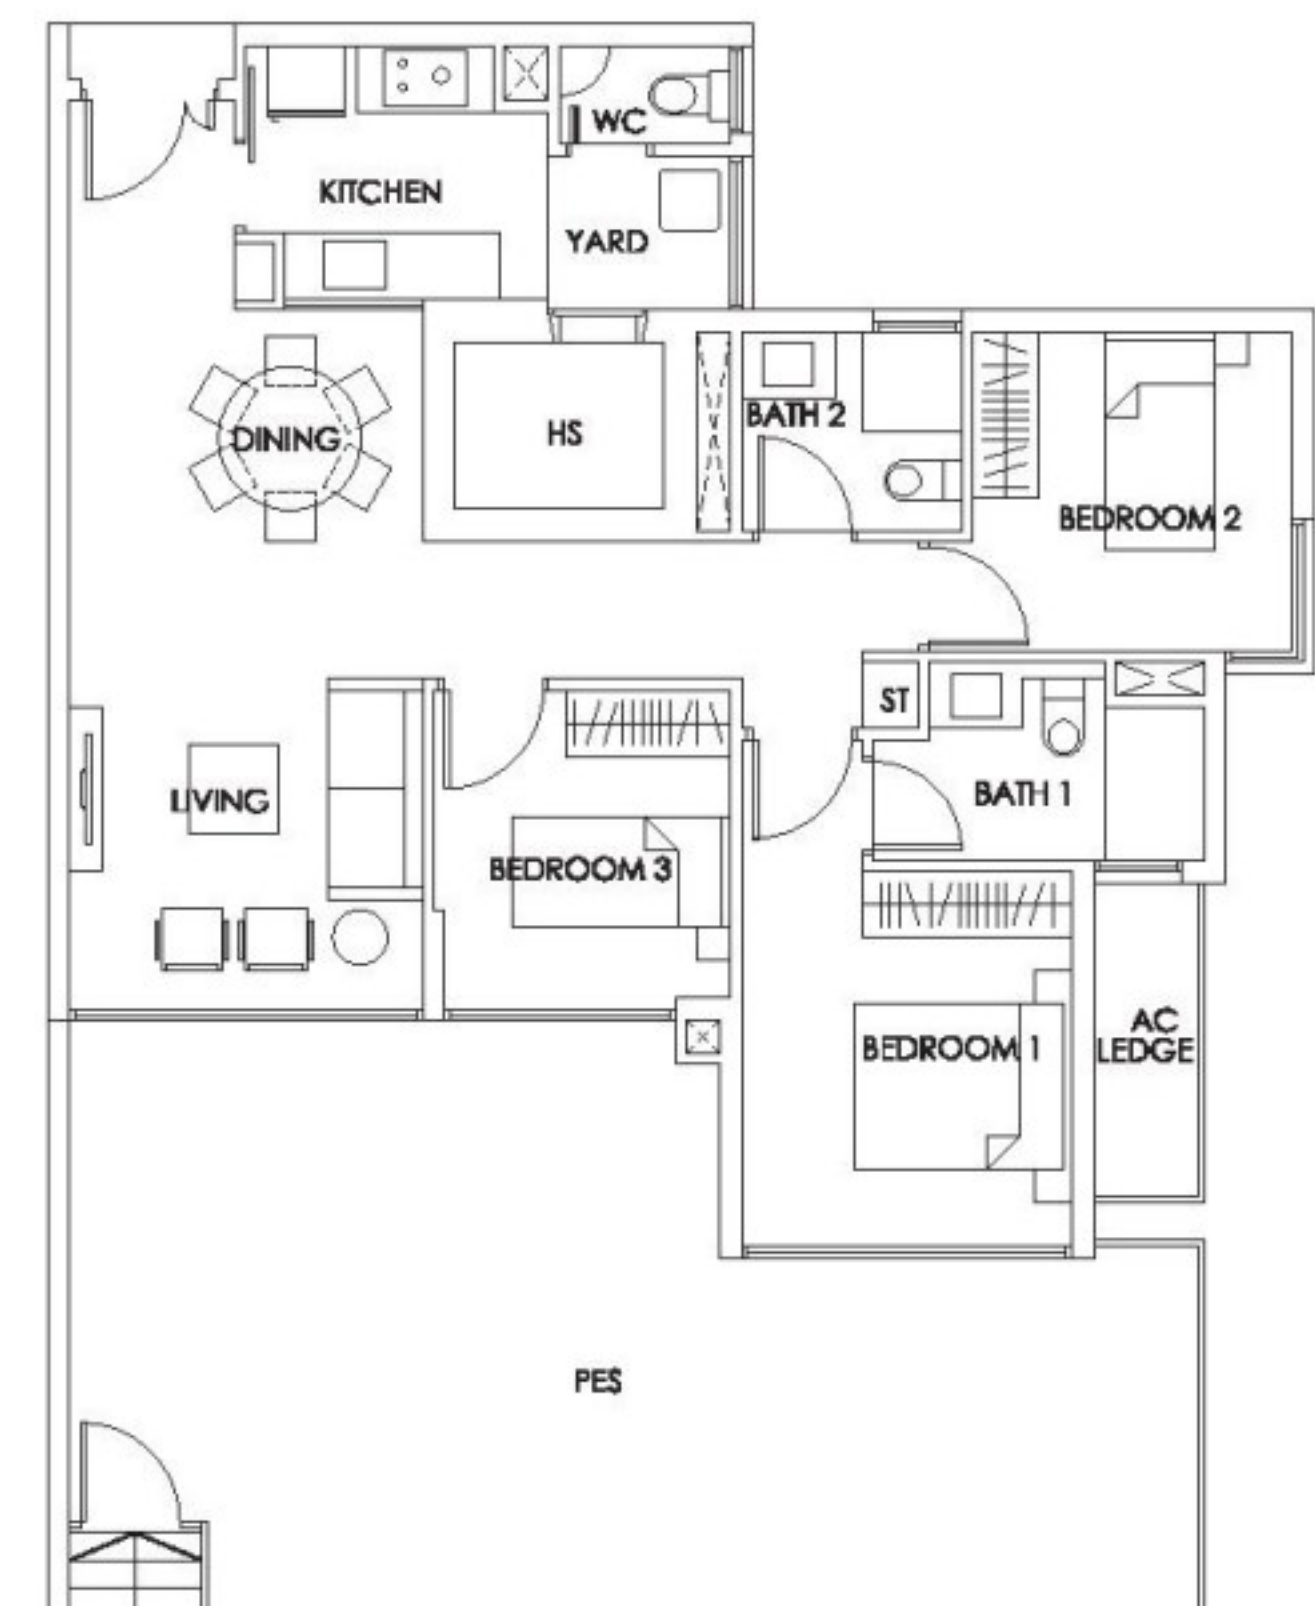 WC
KITCHEN
YARD
BATH 2
DINING
HS
BEDROOM 2
ST
LIVING
BATH 1
BEDROOM 3
AC
LEDGE
BEDROOM 1
PES